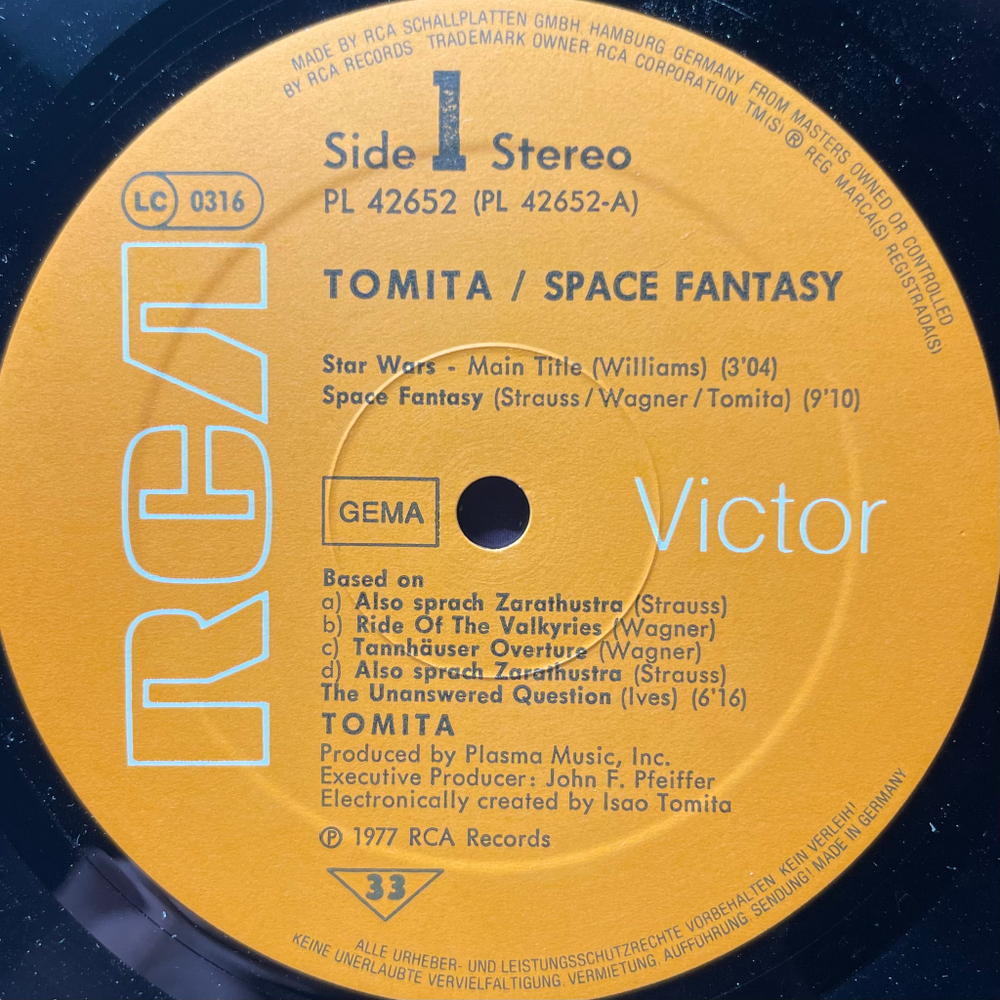 MADE BY RCA SCHALLPLATTEN GMBH, HAMBURG, GERMANY, FROM MASTERS OWNED OR CONTROLLED
BY RCA RECORDS TRADEMARK OWNER RCA CORPORATION TM(S) ® REG. MARCA(S) REGISTRADA(S)
Side 1 Stereo
PL 42652 (PL 42652-A)
LC 0316
RCA
TOMITA / SPACE FANTASY
Star Wars - Main Title (Williams) (3'04)
Space Fantasy (Strauss/Wagner/Tomita) (9'10)
GEMA
Victor
Based on
a) Also sprach Zarathustra (Strauss)
b) Ride Of The Valkyries (Wagner)
c) Tannhäuser Overture (Wagner)
d) Also sprach Zarathustra (Strauss)
The Unanswered Question (Ives) (6'16)
TOMITA
Produced by Plasma Music, Inc.
Executive Producer: John F. Pfeiffer
Electronically created by Isao Tomita
℗ 1977 RCA Records
33
ALLE URHEBER- UND LEISTUNGSSCHUTZRECHTE VORBEHALTEN. KEIN VERLEIH!
KEINE UNERLAUBTE VERVIELFÄLTIGUNG, VERMIETUNG, AUFFÜHRUNG, SENDUNG! MADE IN GERMANY